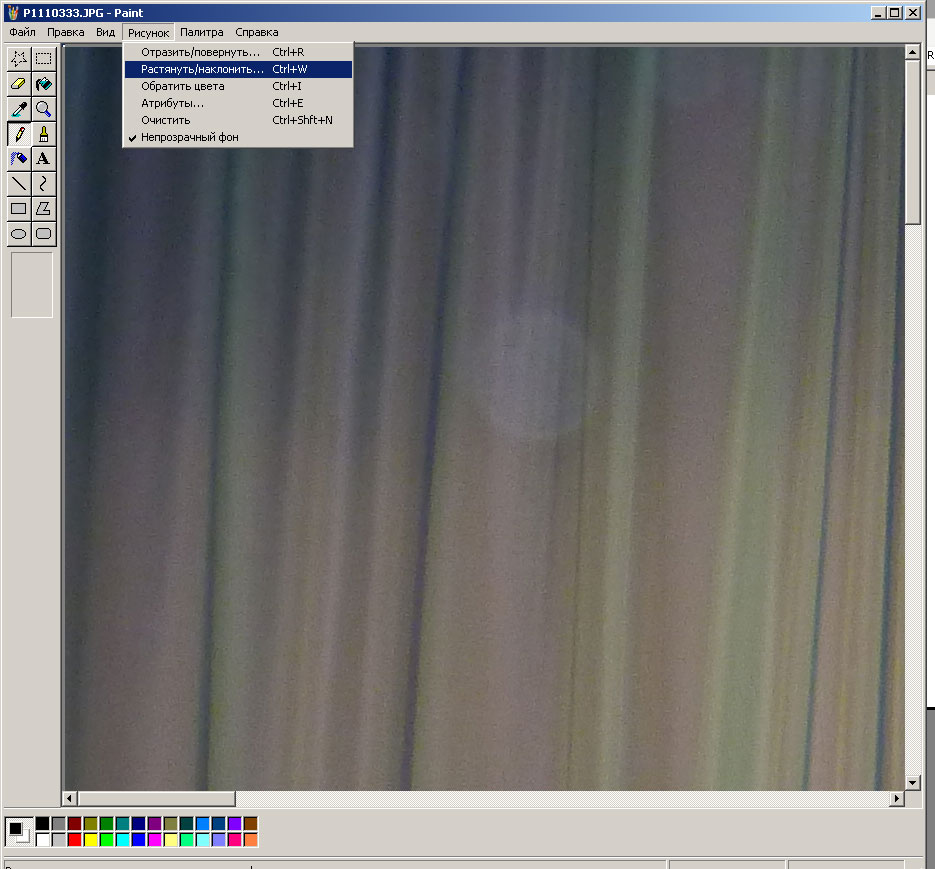 P1110333.JPG - Paint
Файл Правка Вид Рисунок Палитра Справка
Отразить/повернуть... Ctrl+R
Растянуть/наклонить... Ctrl+W
Обратить цвета Ctrl+I
Атрибуты... Ctrl+E
Очистить Ctrl+Shft+N
Непрозрачный фон
A
R